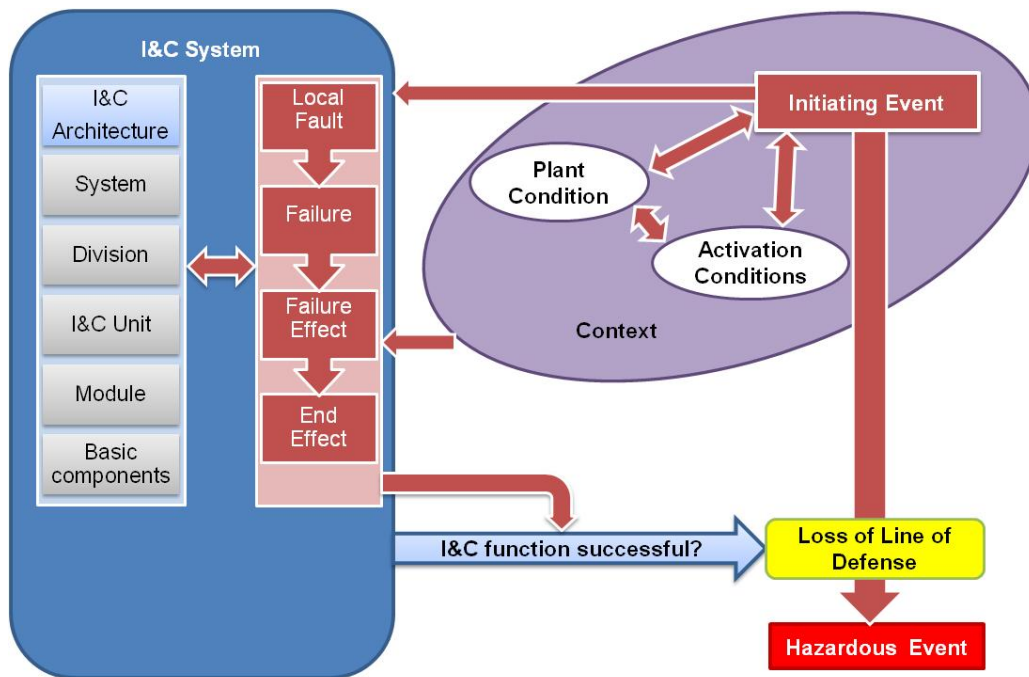 I&C System
I&C
Architecture
System
Division
I&C Unit
Module
Basic
components
Local
Fault
Failure
Failure
Effect
End
Effect
Initiating Event
Plant
Condition
Activation
Conditions
Context
I&C function successful?
Loss of Line of
Defense
Hazardous Event